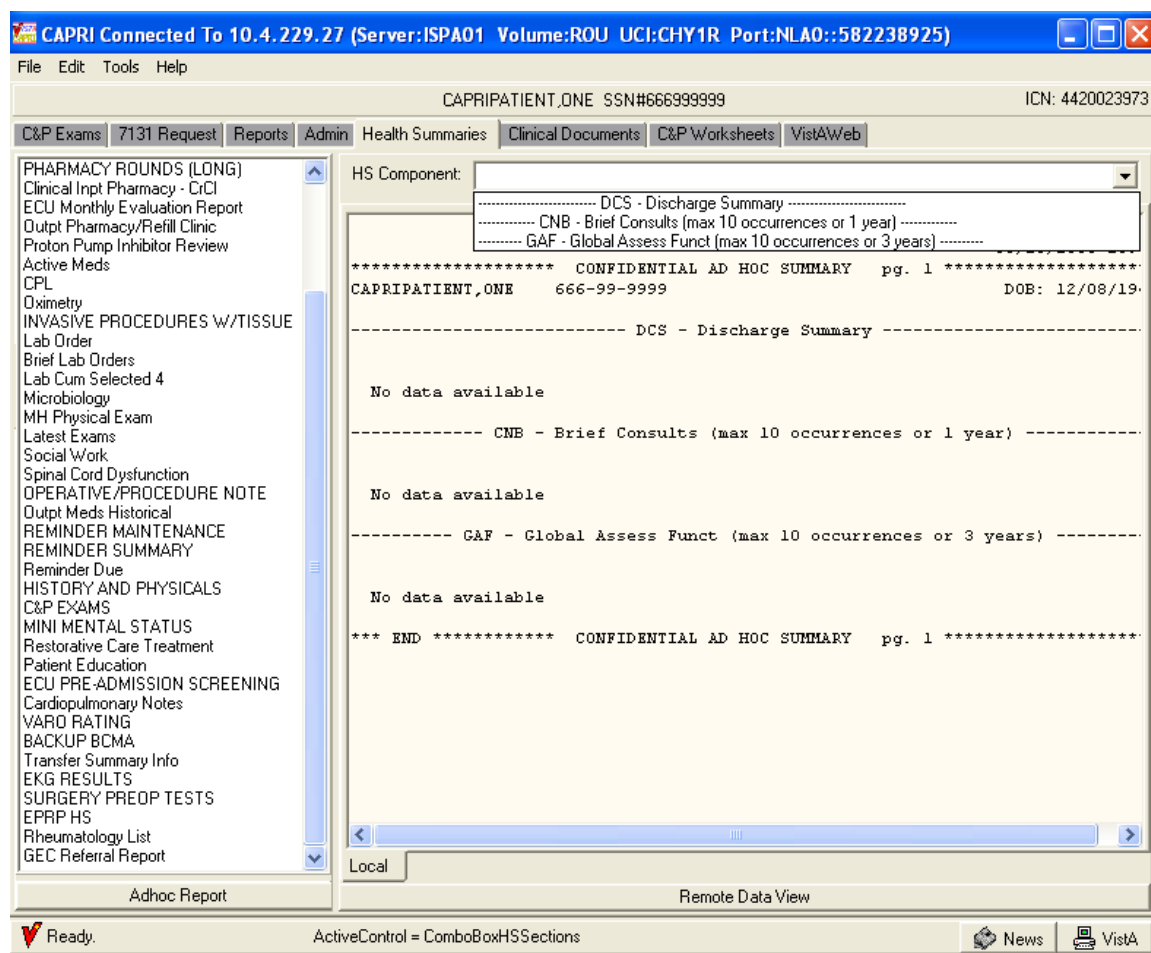 CAPRI Connected To 10.4.229.27 (Server:ISPA01 Volume:ROU UCI:CHY1R Port:NLA0::582238925)
File Edit Tools Help
CAPRIPATIENT,ONE SSN#666999999 ICN: 4420023973
C&P Exams 7131 Request Reports Admin Health Summaries Clinical Documents C&P Worksheets VistAWeb
PHARMACY ROUNDS (LONG)
Clinical Inpt Pharmacy - CrCl
ECU Monthly Evaluation Report
Outpt Pharmacy/Refill Clinic
Proton Pump Inhibitor Review
Active Meds
CPL
Oximetry
INVASIVE PROCEDURES W/TISSUE
Lab Order
Brief Lab Orders
Lab Cum Selected 4
Microbiology
MH Physical Exam
Latest Exams
Social Work
Spinal Cord Dysfunction
OPERATIVE/PROCEDURE NOTE
Outpt Meds Historical
REMINDER MAINTENANCE
REMINDER SUMMARY
Reminder Due
HISTORY AND PHYSICALS
C&P EXAMS
MINI MENTAL STATUS
Restorative Care Treatment
Patient Education
ECU PRE-ADMISSION SCREENING
Cardiopulmonary Notes
VARO RATING
BACKUP BCMA
Transfer Summary Info
EKG RESULTS
SURGERY PREOP TESTS
EPRP HS
Rheumatology List
GEC Referral Report
Adhoc Report
HS Component:
--------------------------- DCS - Discharge Summary ---------------------------
------------- CNB - Brief Consults (max 10 occurrences or 1 year) -------------
---------- GAF - Global Assess Funct (max 10 occurrences or 3 years) ----------
******************** CONFIDENTIAL AD HOC SUMMARY pg. 1 *******************
CAPRIPATIENT,ONE 666-99-9999 DOB: 12/08/19
--------------------------- DCS - Discharge Summary --------------------------
No data available
------------- CNB - Brief Consults (max 10 occurrences or 1 year) ------------
No data available
---------- GAF - Global Assess Funct (max 10 occurrences or 3 years) ---------
No data available
*** END ************ CONFIDENTIAL AD HOC SUMMARY pg. 1 *******************
Local
Remote Data View
Ready. ActiveControl = ComboBoxHSSections News VistA